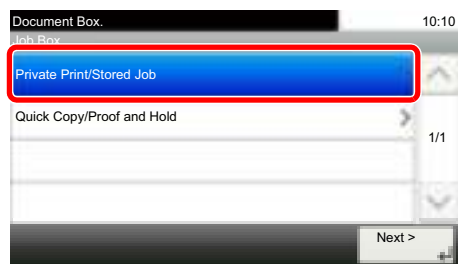 Document Box.
10:10
Job Box
Private Print/Stored Job
Quick Copy/Proof and Hold
1/1
Next >